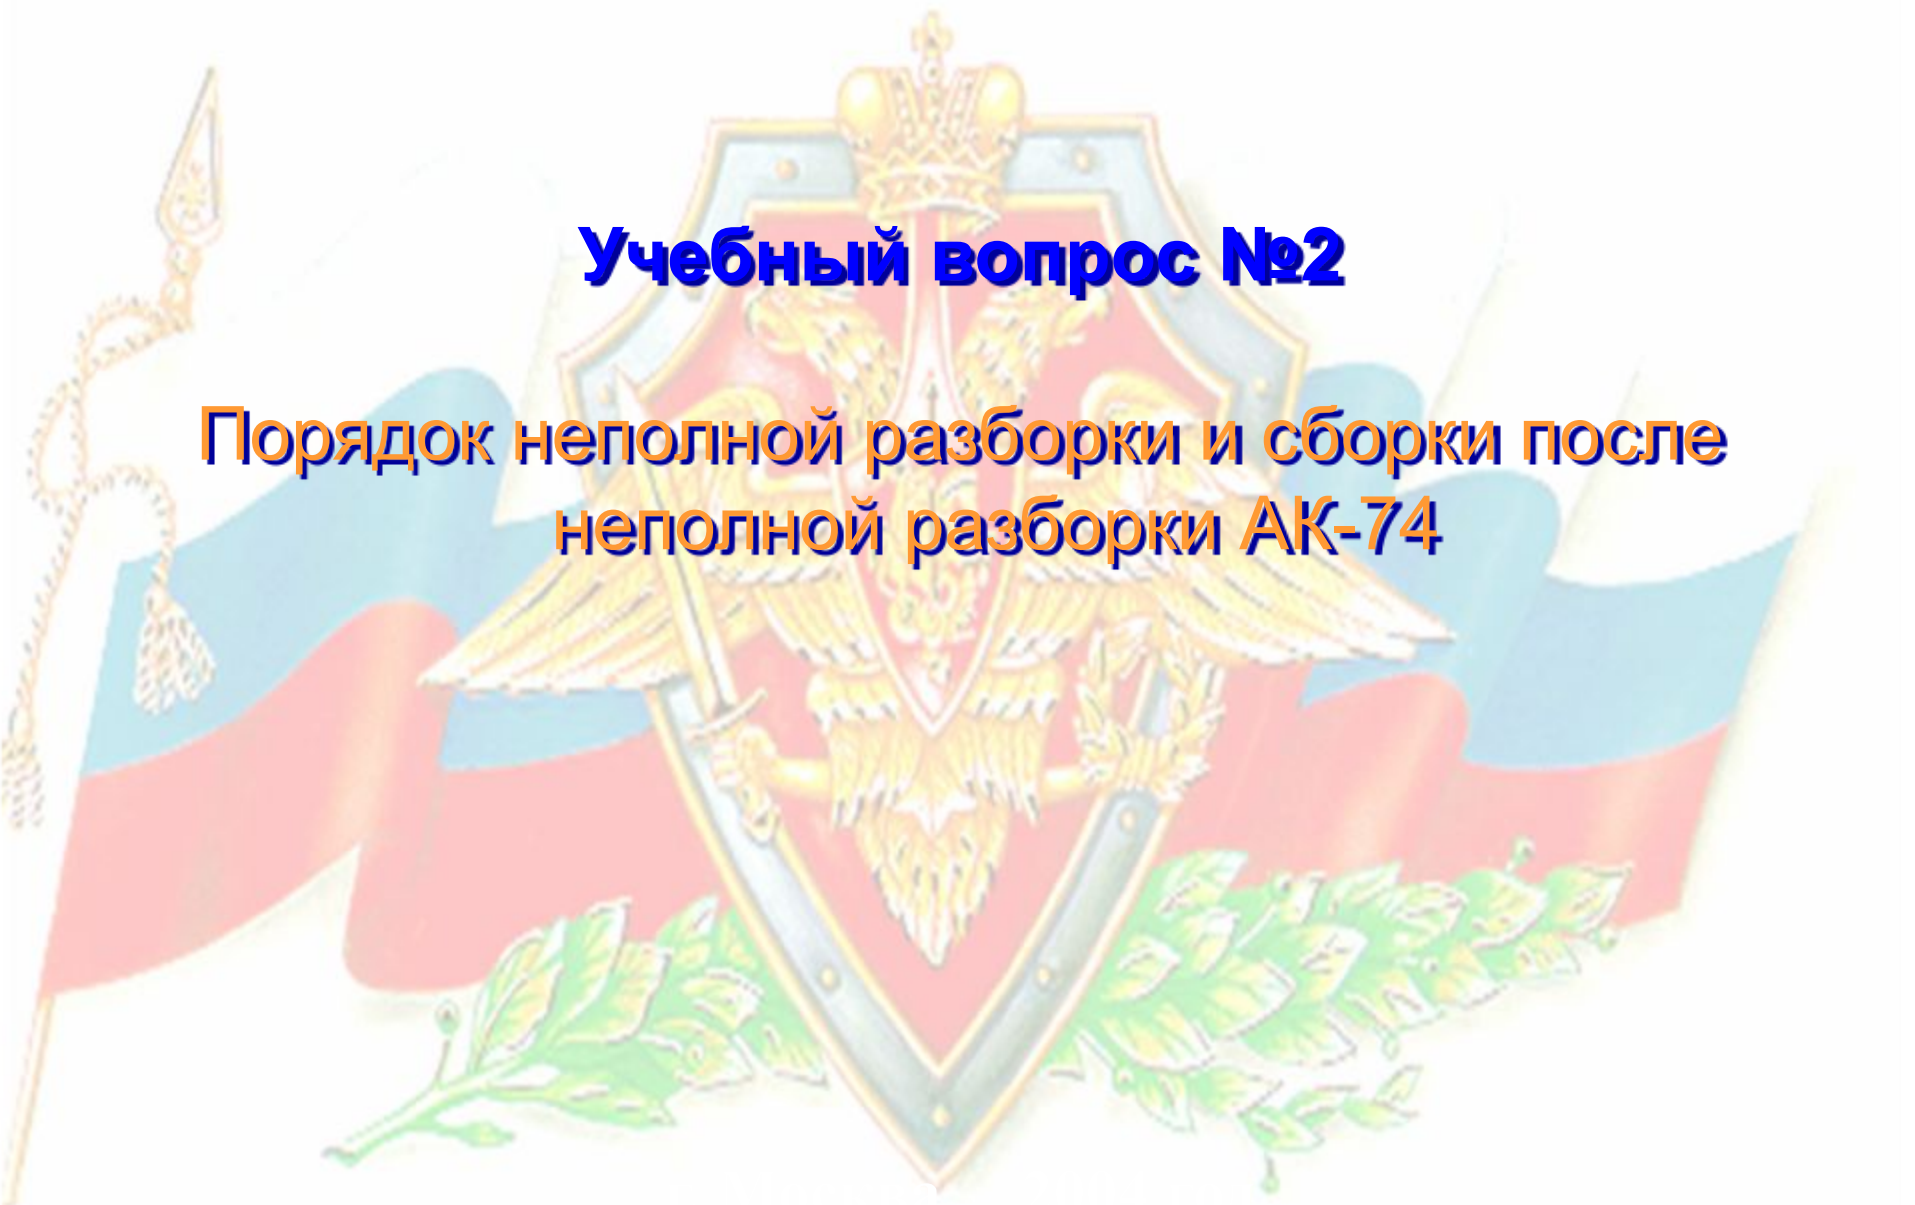 Учебный вопрос №2
Порядок неполной разборки и сборки после
неполной разборки АК-74